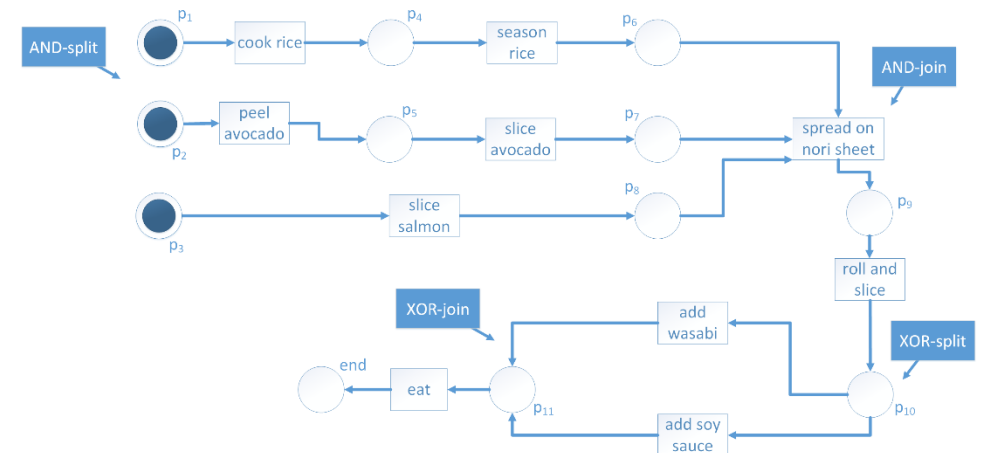 p1
p4
p6
AND-split
cook rice
season
rice
AND-join
peel
avocado
p2
p5
slice
avocado
p7
spread on
nori sheet
p3
slice
salmon
p8
p9
roll and
slice
XOR-join
add
wasabi
XOR-split
end
eat
p11
p10
add soy
sauce